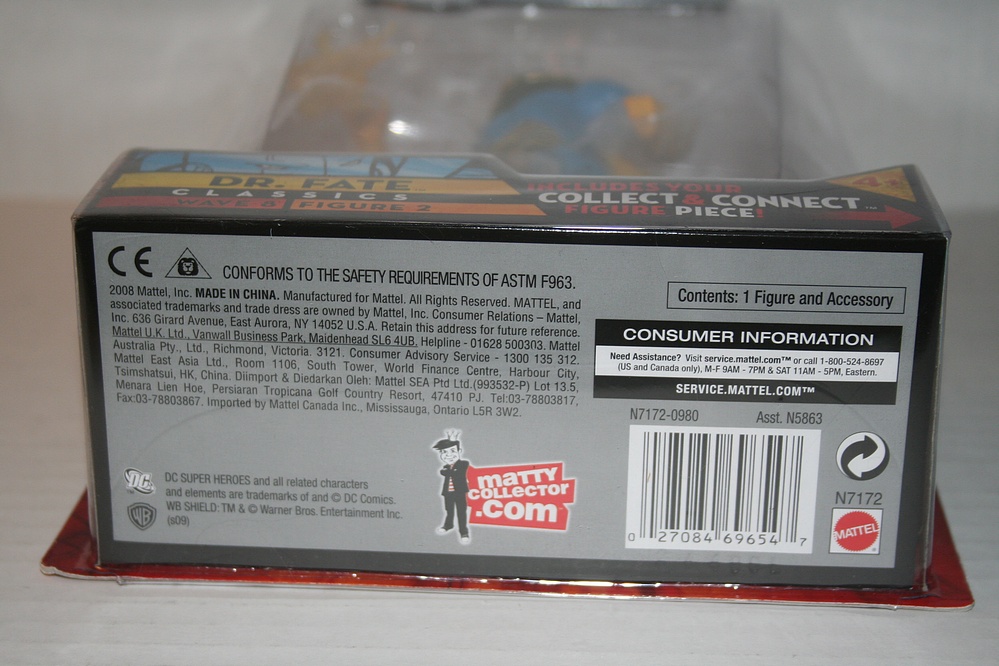 DR. FATE™
CLASSICS
WAVE 8 FIGURE 2
INCLUDES YOUR
COLLECT & CONNECT™
FIGURE PIECE!
CE
CONFORMS TO THE SAFETY REQUIREMENTS OF ASTM F963.
2008 Mattel, Inc. MADE IN CHINA. Manufactured for Mattel. All Rights Reserved. MATTEL, and
associated trademarks and trade dress are owned by Mattel, Inc. Consumer Relations – Mattel,
Inc. 636 Girard Avenue, East Aurora, NY 14052 U.S.A. Retain this address for future reference.
Mattel U.K. Ltd., Vanwall Business Park, Maidenhead SL6 4UB. Helpline - 01628 500303. Mattel
Australia Pty., Ltd., Richmond, Victoria. 3121. Consumer Advisory Service - 1300 135 312.
Mattel East Asia Ltd., Room 1106, South Tower, World Finance Centre, Harbour City,
Tsimshatsui, HK, China. Diimport & Diedarkan Oleh: Mattel SEA Ptd Ltd.(993532-P) Lot 13.5,
Menara Lien Hoe, Persiaran Tropicana Golf Country Resort, 47410 PJ. Tel:03-78803817,
Fax:03-78803867. Imported by Mattel Canada Inc., Mississauga, Ontario L5R 3W2.
Contents: 1 Figure and Accessory
CONSUMER INFORMATION
Need Assistance? Visit service.mattel.com™ or call 1-800-524-8697
(US and Canada only), M-F 9AM - 7PM & SAT 11AM - 5PM, Eastern.
SERVICE.MATTEL.COM™
N7172-0980 Asst. N5863
0 27084 69654 7
N7172
MATTEL
DC
DC SUPER HEROES and all related characters
and elements are trademarks of and © DC Comics.
WB SHIELD: TM & © Warner Bros. Entertainment Inc.
(s09)
WB
MATTY
COLLECTOR
.com